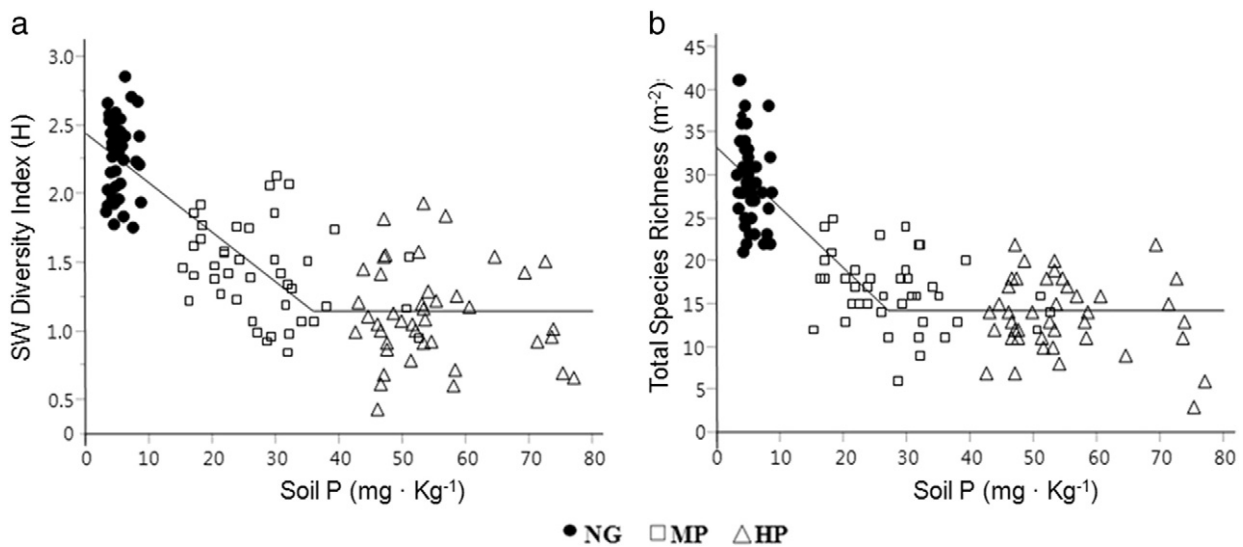 a
SW Diversity Index (H)
3.0
2.5
2.0
1.5
1.0
0.5
0
0 10 20 30 40 50 60 70 80
Soil P (mg · Kg-1)
b
Total Species Richness (m-2)
45
40
35
30
25
20
15
10
5
0
0 10 20 30 40 50 60 70 80
Soil P (mg · Kg-1)
NG MP HP